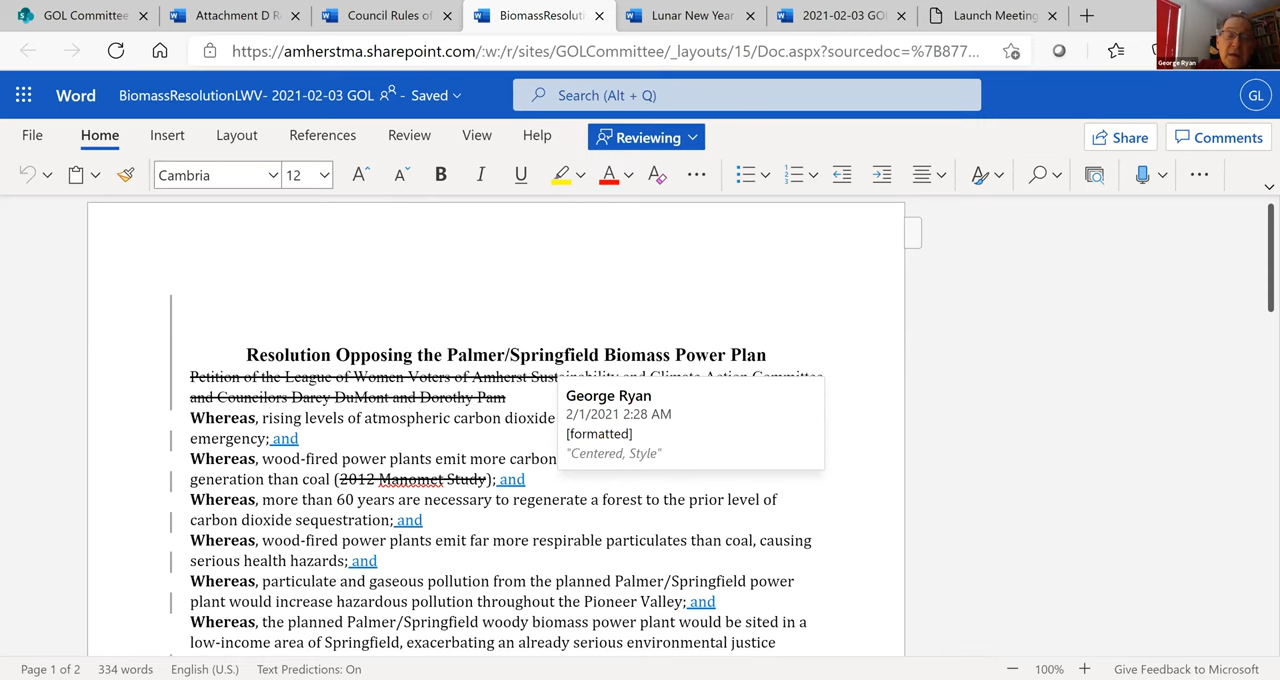 GOL Committee
Attachment D R
Council Rules of
BiomassResoluti
Lunar New Year
2021-02-03 GO
Launch Meeting
https://amherstma.sharepoint.com/:w:/r/sites/GOLCommittee/_layouts/15/Doc.aspx?sourcedoc=%7B877...
George Ryan
Word
BiomassResolutionLWV- 2021-02-03 GOL - Saved
Search (Alt + Q)
GL
File Home Insert Layout References Review View Help Reviewing Share Comments
Cambria 12
Resolution Opposing the Palmer/Springfield Biomass Power Plan
Petition of the League of Women Voters of Amherst Sustainability and Climate Action Committee
and Councilors Darcy DuMont and Dorothy Pam
Whereas, rising levels of atmospheric carbon dioxide
emergency; and
Whereas, wood-fired power plants emit more carbon
generation than coal (2012 Manomet Study); and
Whereas, more than 60 years are necessary to regenerate a forest to the prior level of
carbon dioxide sequestration; and
Whereas, wood-fired power plants emit far more respirable particulates than coal, causing
serious health hazards; and
Whereas, particulate and gaseous pollution from the planned Palmer/Springfield power
plant would increase hazardous pollution throughout the Pioneer Valley; and
Whereas, the planned Palmer/Springfield woody biomass power plant would be sited in a
low-income area of Springfield, exacerbating an already serious environmental justice
George Ryan
2/1/2021 2:28 AM
[formatted]
"Centered, Style"
Page 1 of 2 334 words English (U.S.) Text Predictions: On 100% Give Feedback to Microsoft